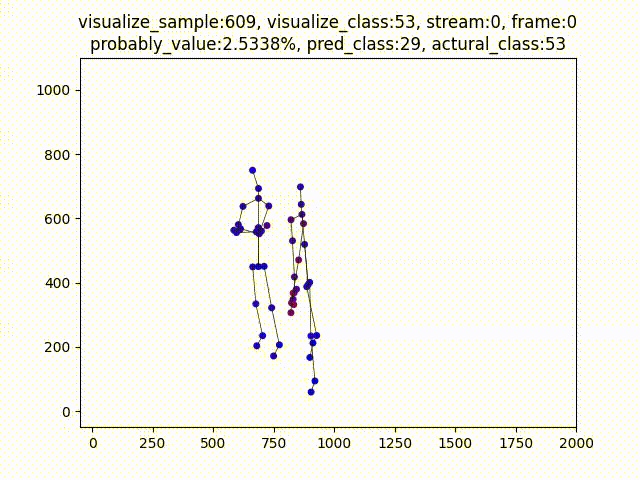 visualize_sample:609, visualize_class:53, stream:0, frame:0
probably_value:2.5338%, pred_class:29, actural_class:53
1000
800
600
400
200
0
0 250 500 750 1000 1250 1500 1750 2000